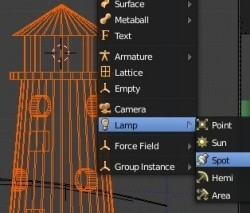 Surface
Metaball
Text
Armature
Lattice
Empty
Camera
Lamp
Force Field
Group Instance
Point
Sun
Spot
Hemi
Area